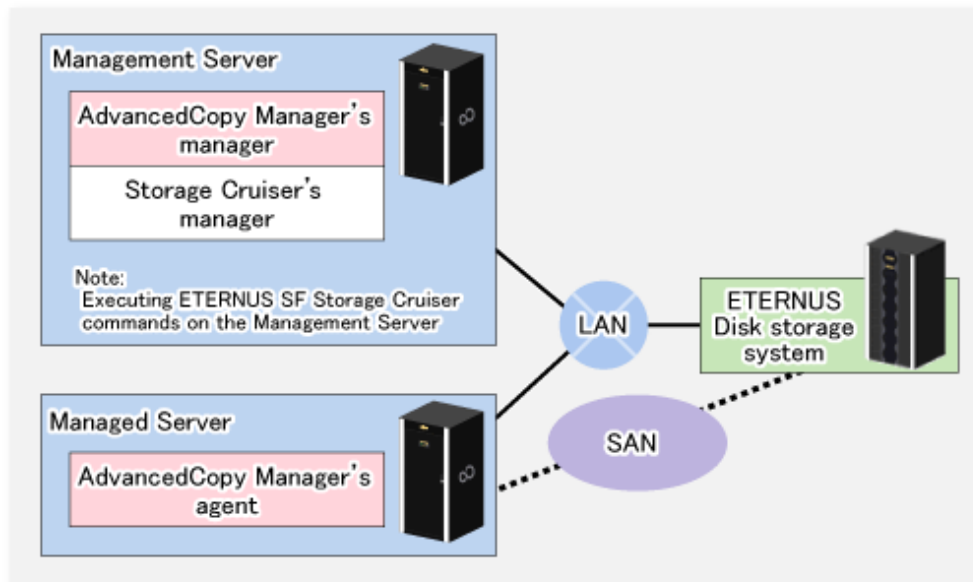 Management Server
AdvancedCopy Manager's
manager
Storage Cruiser's
manager
Note:
Executing ETERNUS SF Storage Cruiser
commands on the Management Server
LAN
ETERNUS
Disk storage
system
Managed Server
AdvancedCopy Manager's
agent
SAN